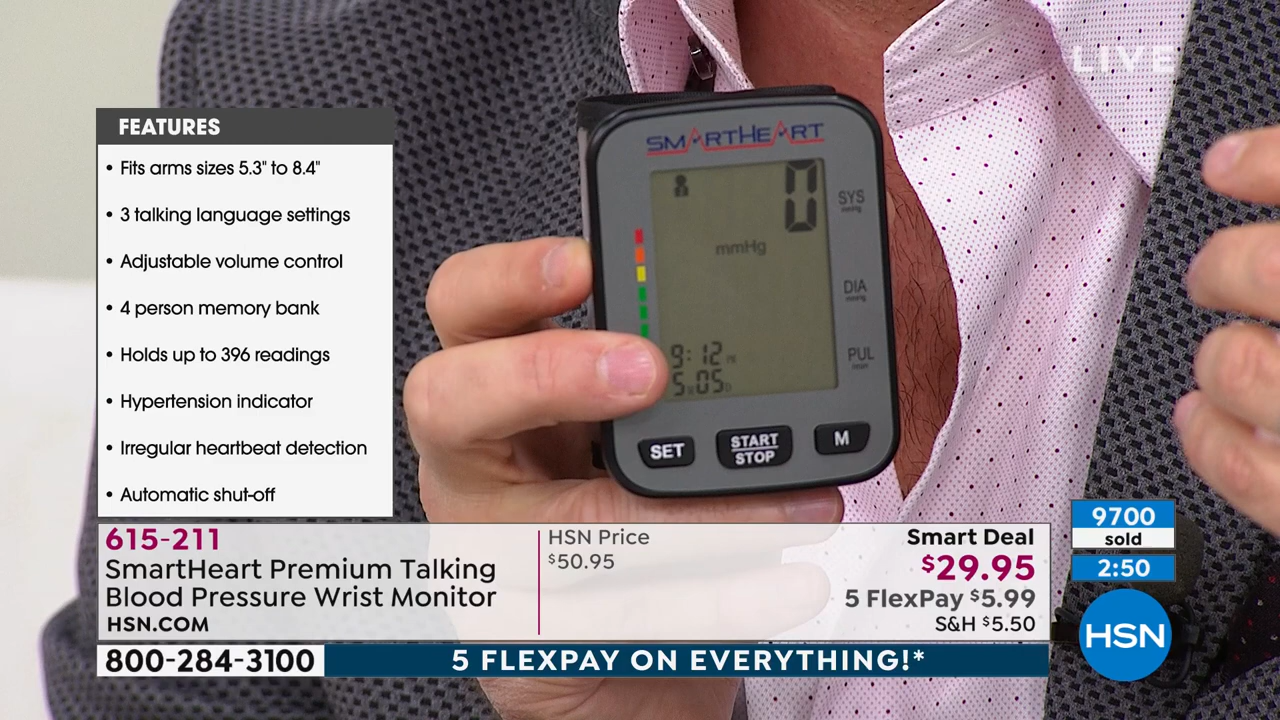 LIVE
FEATURES
• Fits arms sizes 5.3" to 8.4"
• 3 talking language settings
• Adjustable volume control
• 4 person memory bank
• Holds up to 396 readings
• Hypertension indicator
• Irregular heartbeat detection
• Automatic shut-off
SMARTHEART
0
SYS
mmHg
mmHg
DIA
mmHg
9:12
PUL
5 05
SET
START
STOP
M
615-211
SmartHeart Premium Talking
Blood Pressure Wrist Monitor
HSN.COM
HSN Price
$50.95
Smart Deal
$29.95
5 FlexPay $5.99
S&H $5.50
9700
sold
2:50
HSN
800-284-3100
5 FLEXPAY ON EVERYTHING!*